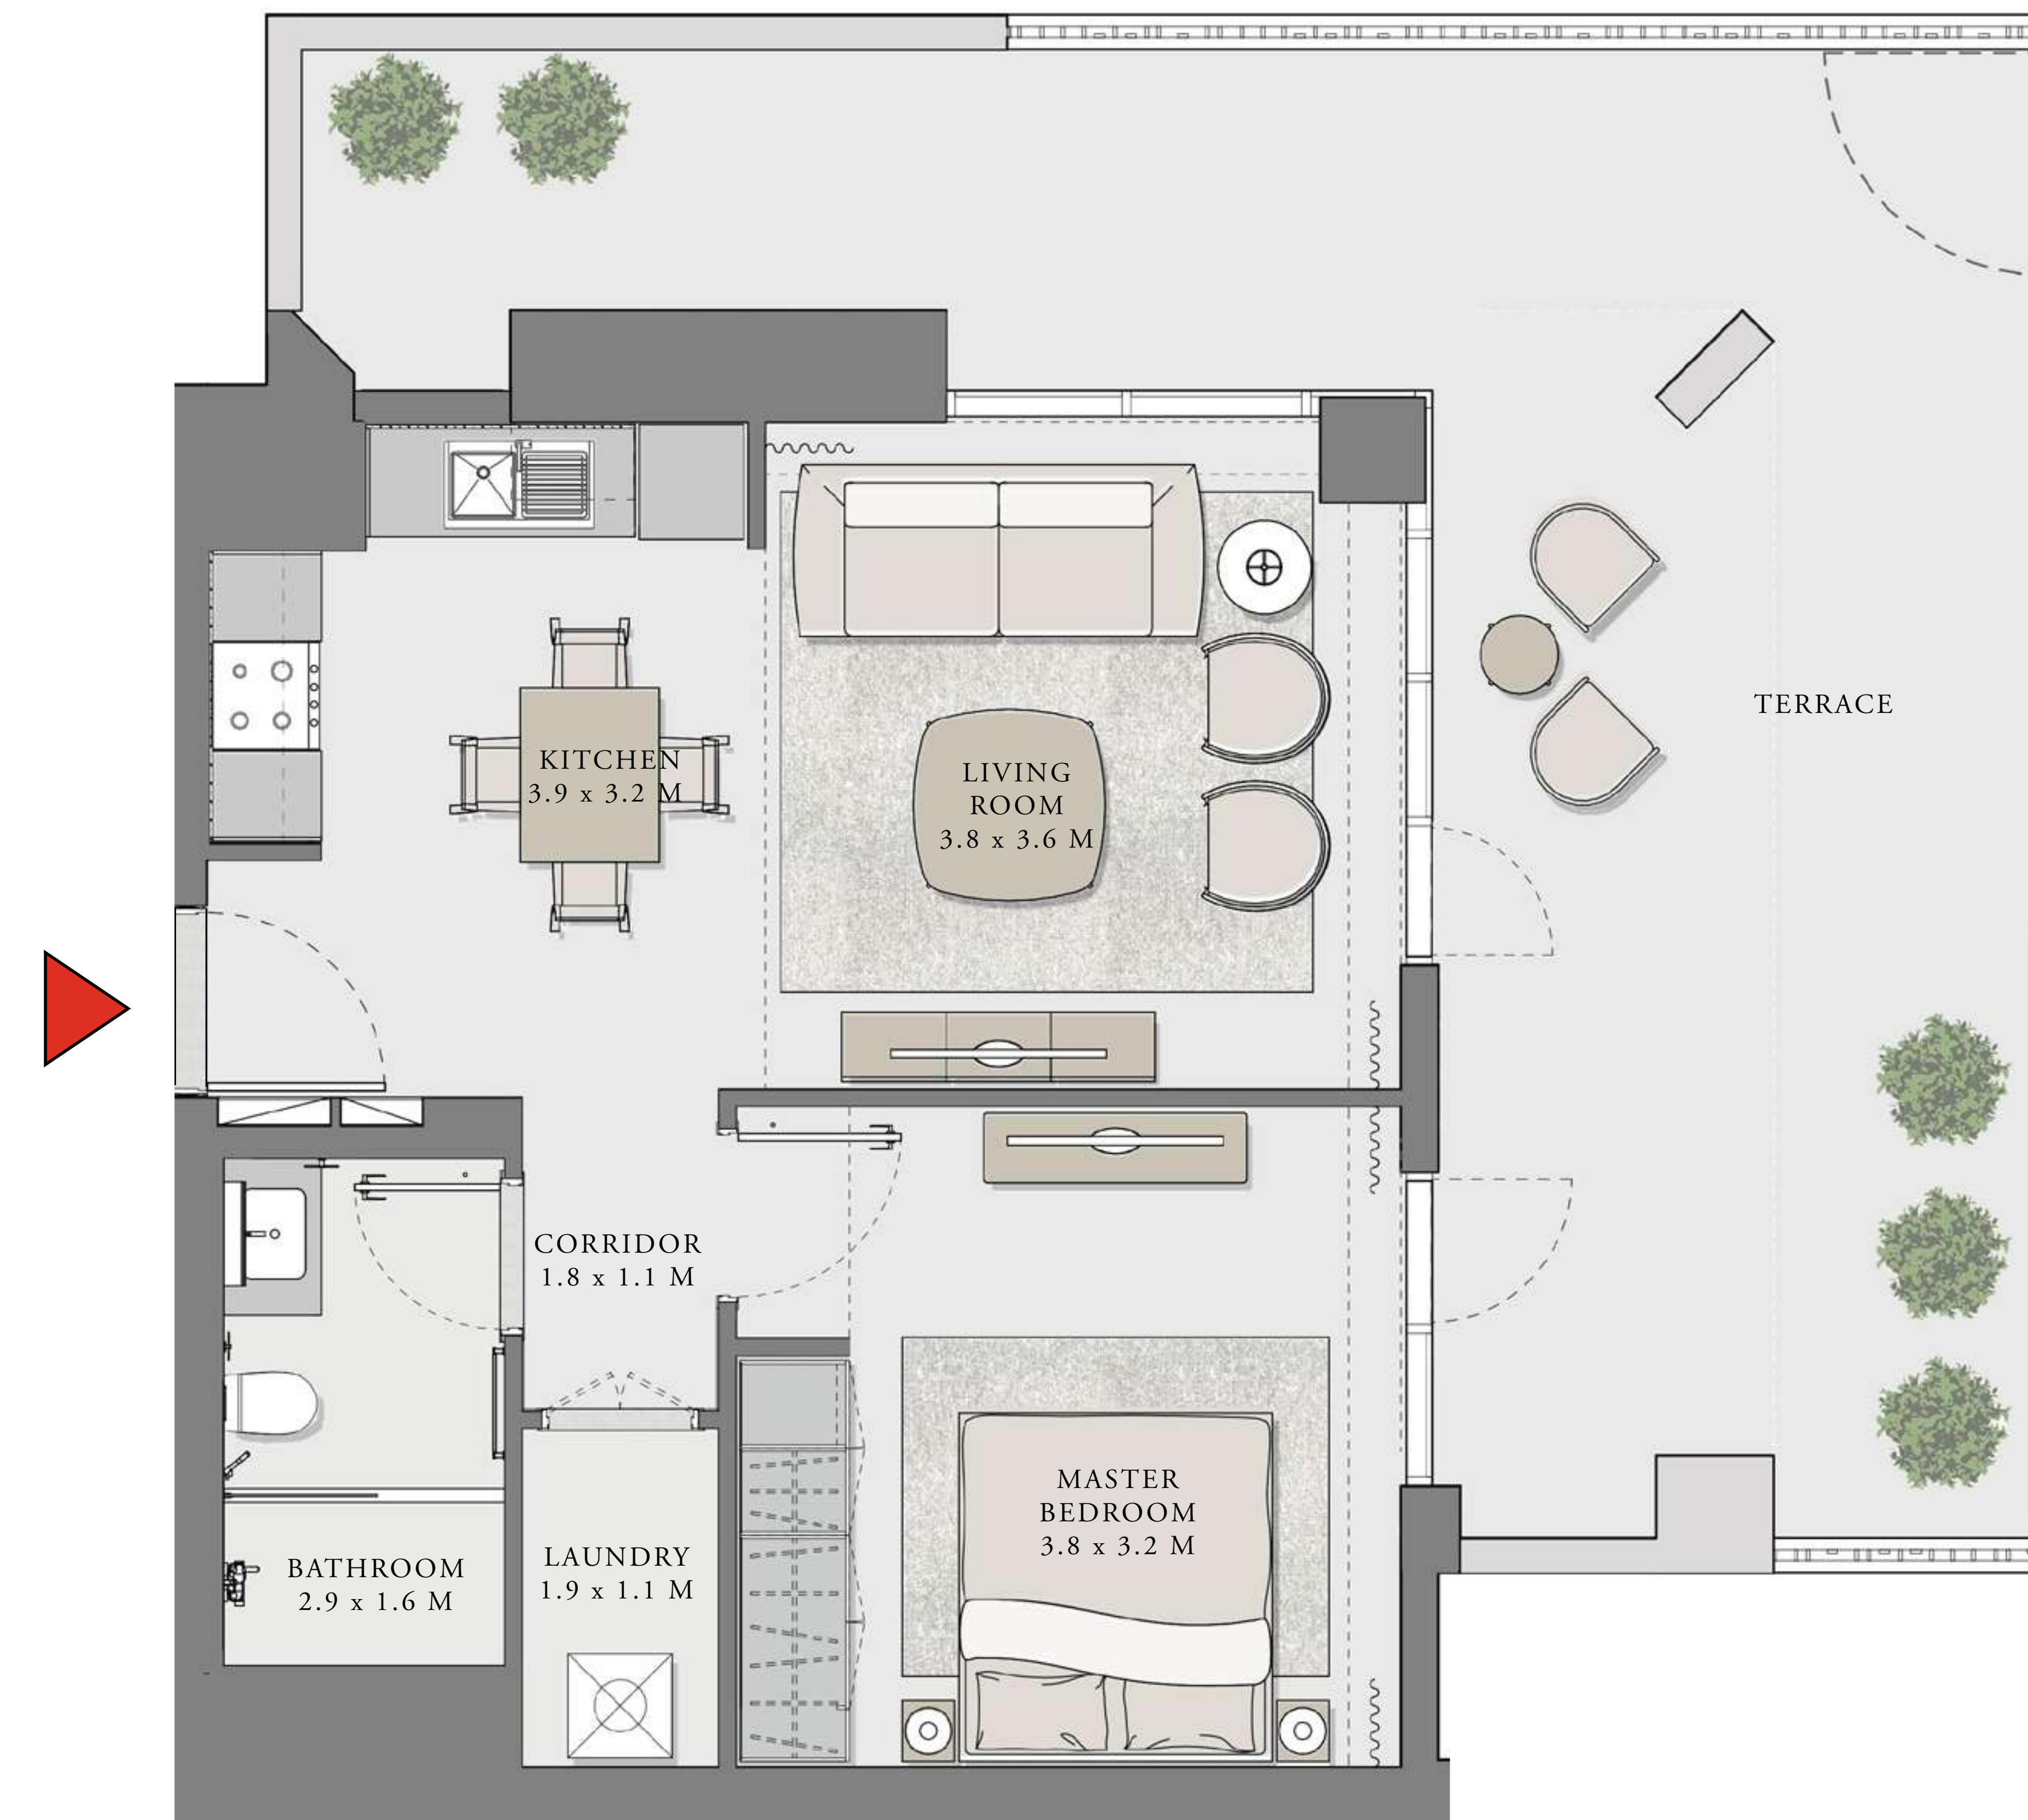 TERRACE
KITCHEN
3.9 x 3.2 M
LIVING
ROOM
3.8 x 3.6 M
CORRIDOR
1.8 x 1.1 M
MASTER
BEDROOM
3.8 x 3.2 M
BATHROOM
2.9 x 1.6 M
LAUNDRY
1.9 x 1.1 M